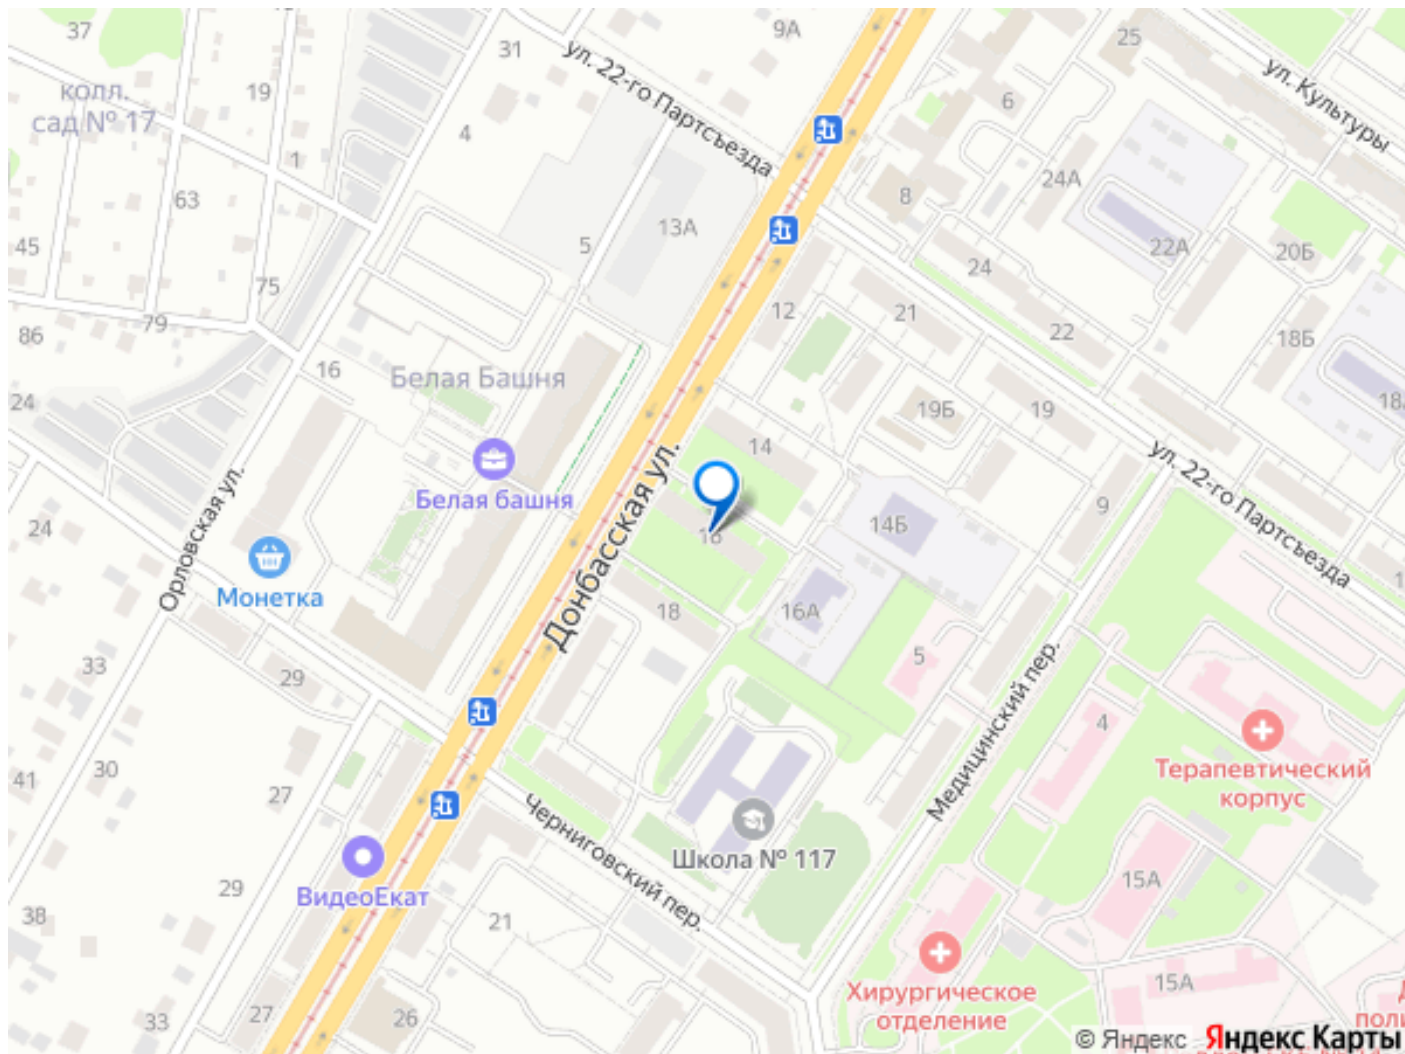 37
31
9А
25
ул. 22-го Партсъезда
ул. Культуры
колл.
сад № 17
19
4
6
1
24А
63
8
13А
45
5
22А
20Б
24
75
12
21
22
86
79
18Б
16
Белая Башня
24
19Б
19
18
14
Белая башня
ул. 22-го Партсъезда
9
24
Орловская ул.
Донбасская ул.
16
14Б
Монетка
18
16А
33
29
5
Медицинский пер.
4
41
30
27
Терапевтический
корпус
Черниговский пер.
Школа № 117
ВидеоЕкат
29
15А
38
21
15А
Хирургическое
отделение
33
27
26
© Яндекс
Яндекс Карты